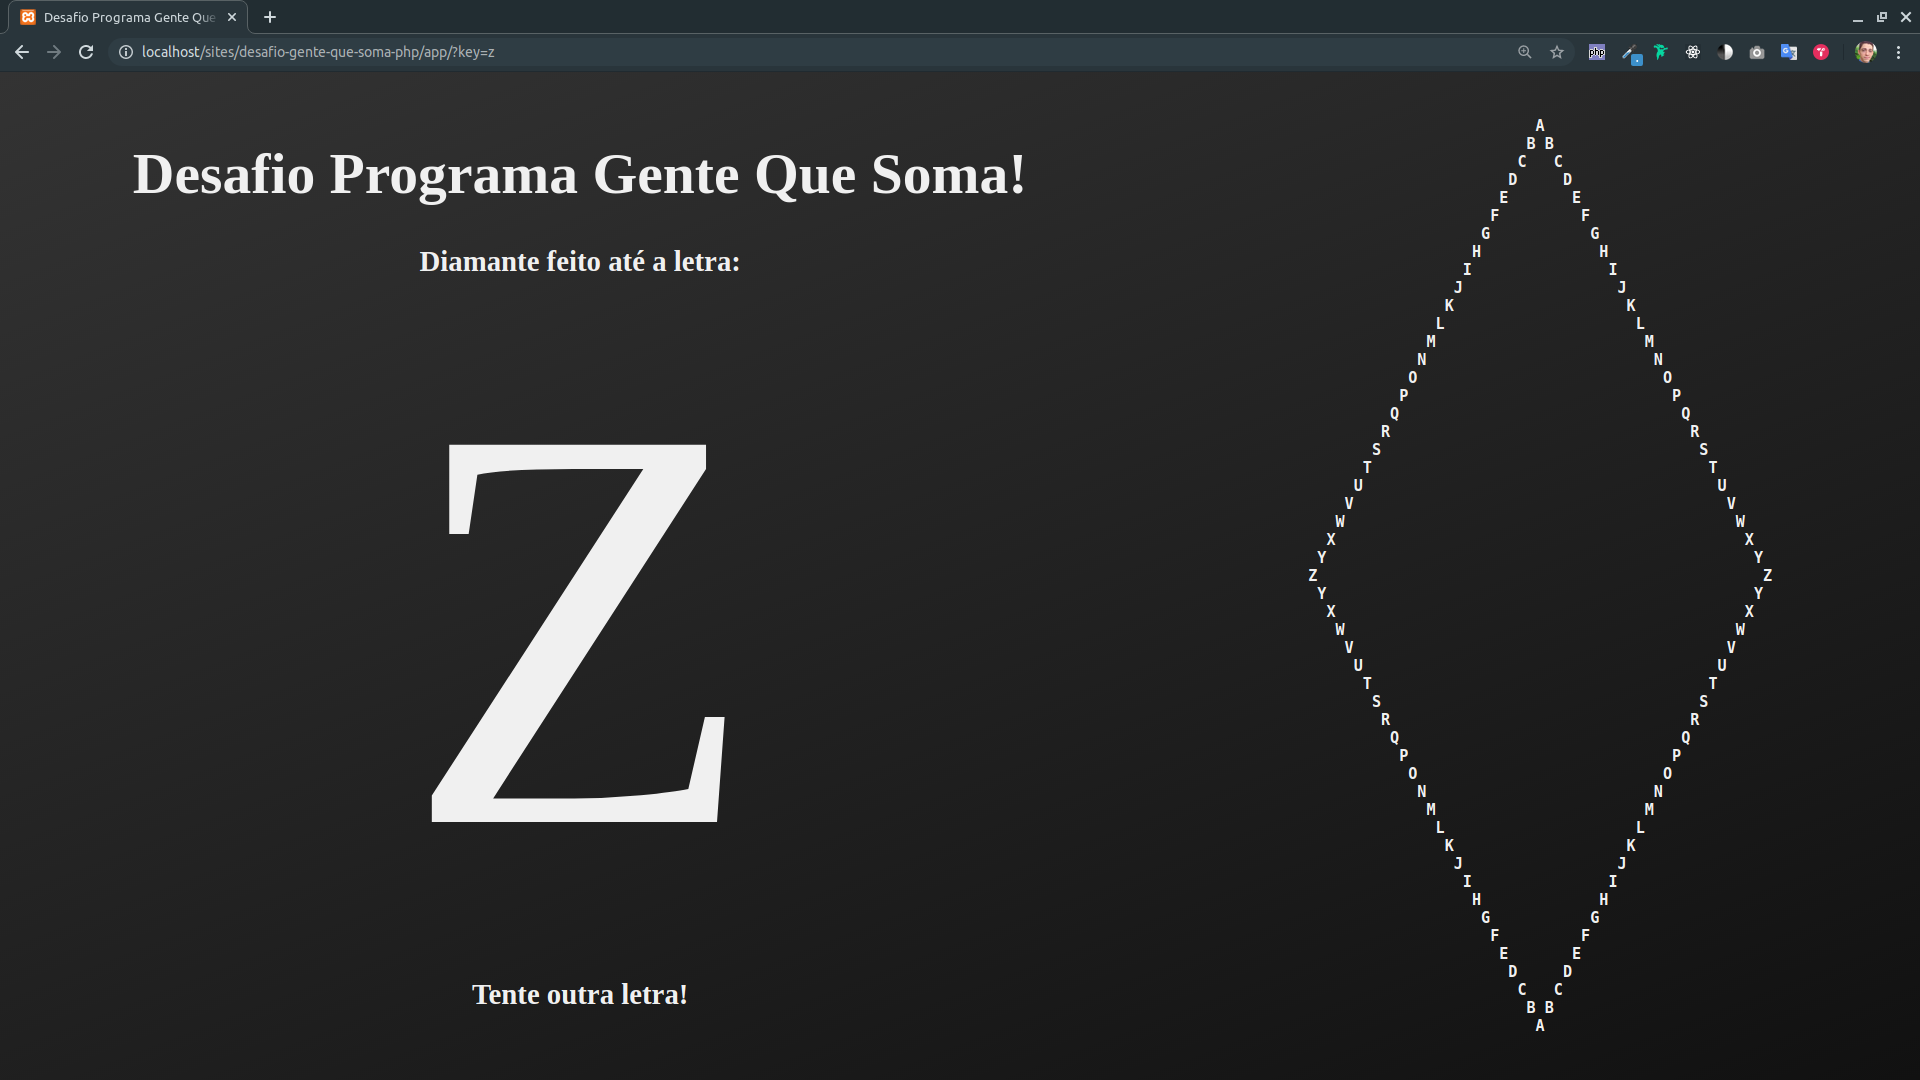 Desafio Programa Gente Que
localhost/sites/desafio-gente-que-soma-php/app/?key=z
php
Desafio Programa Gente Que Soma!
Diamante feito até a letra:
Z
Tente outra letra!
A
B B
C C
D D
E E
F F
G G
H H
I I
J J
K K
L L
M M
N N
O O
P P
Q Q
R R
S S
T T
U U
V V
W W
X X
Y Y
Z Z
Y Y
X X
W W
V V
U U
T T
S S
R R
Q Q
P P
O O
N N
M M
L L
K K
J J
I I
H H
G G
F F
E E
D D
C C
B B
A